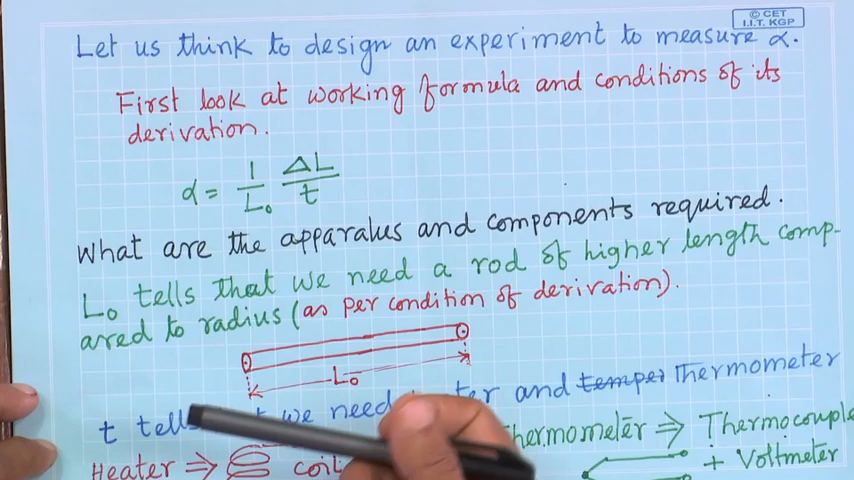 © CET
I.I.T. KGP
Let us think to design an experiment to measure α.
First look at working formula and conditions of its
derivation.
α = 1/L₀ ΔL/t
What are the apparatus and components required.
L₀ tells that we need a rod of higher length comp-
ared to radius (as per condition of derivation).
L₀
t tells we need and temper Thermometer
Thermometer ⇒ Thermocouple
Heater ⇒ coil + Voltmeter